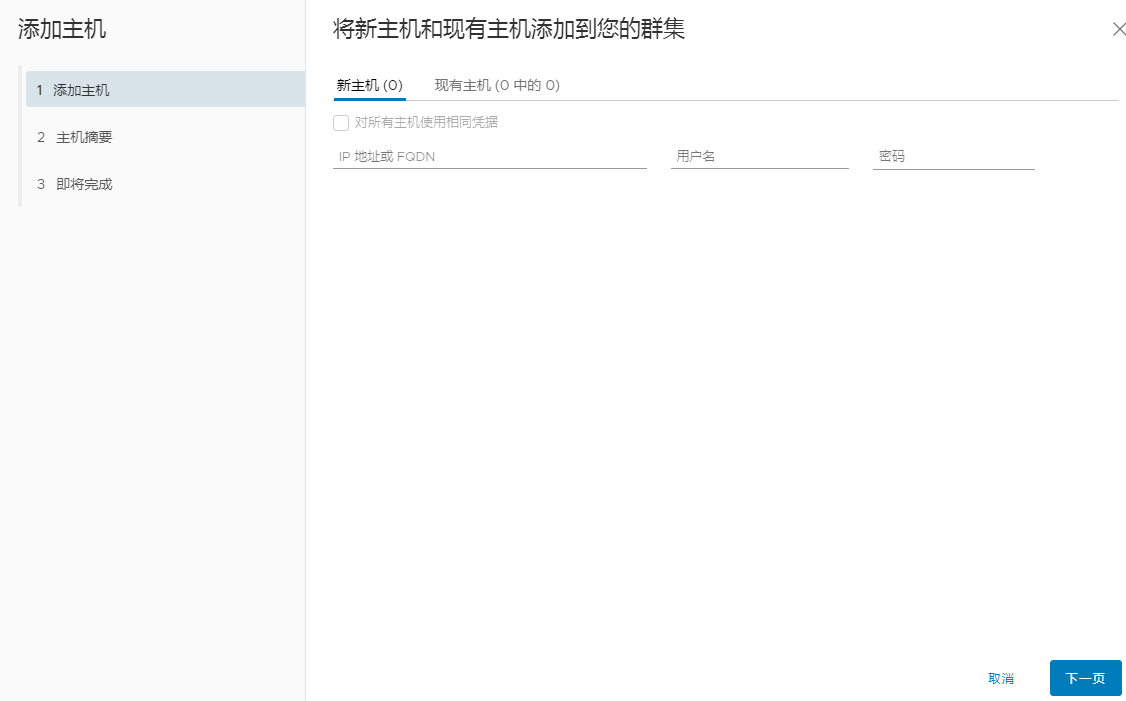 添加主机
1 添加主机
2 主机摘要
3 即将完成
将新主机和现有主机添加到您的群集
新主机 (0) 现有主机 (0 中的 0)
对所有主机使用相同凭据
IP 地址或 FQDN 用户名 密码
取消 下一页